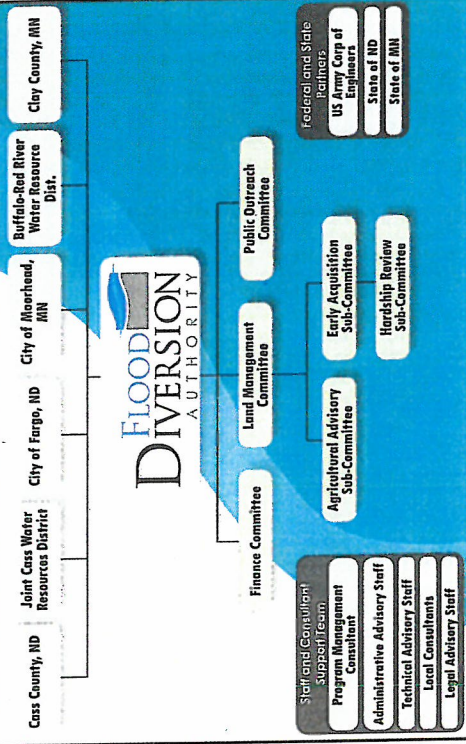 Cass County, ND
Joint Cass Water
Resources District
City of Fargo, ND
City of Moorhead,
MN
Buffalo-Red River
Water Resource
Dist.
Clay County, MN
FLOOD
DIVERSION
AUTHORITY
Finance Committee
Land Management
Committee
Public Outreach
Committee
Agricultural Advisory
Sub-Committee
Early Acquisition
Sub-Committee
Hardship Review
Sub-Committee
Staff and Consultant
Support Team
Program Management
Consultant
Administrative Advisory Staff
Technical Advisory Staff
Local Consultants
Legal Advisory Staff
Federal and State
Partners
US Army Corp of
Engineers
State of ND
State of MN